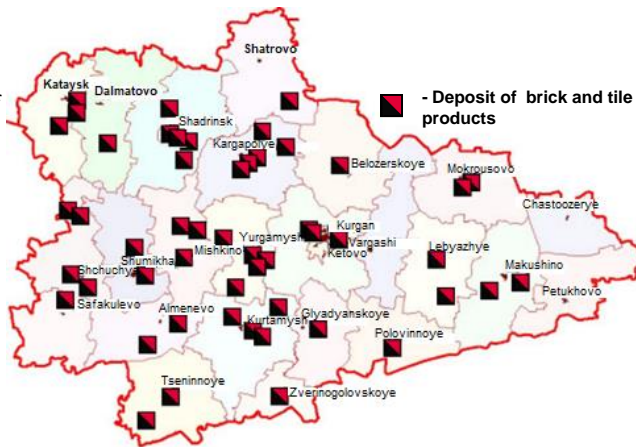 Shatrovo
Kataysk
Dalmatovo
- Deposit of brick and tile
products
Shadrinsk
Kargapolye
Belozerskoye
Mokrousovo
Chastoozerye
Kurgan
Yurgamysh
Vargashi
Mishkino
Ketovo
Lebyazhye
Shumikha
Shchuchye
Makushino
Petukhovo
Safakulevo
Almenevo
Glyadyanskoye
Kurtamysh
Polovinnoye
Tseninnoye
Zverinogolovskoye